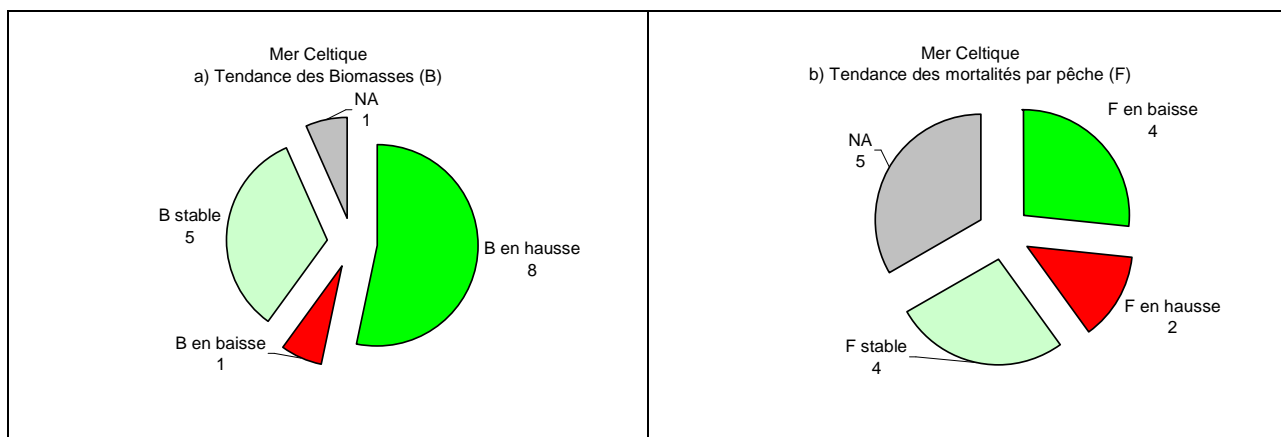 Mer Celtique
a) Tendance des Biomasses (B)
NA
1
B stable
5
B en hausse
8
B en baisse
1
Mer Celtique
b) Tendance des mortalités par pêche (F)
F en baisse
4
NA
5
F en hausse
2
F stable
4